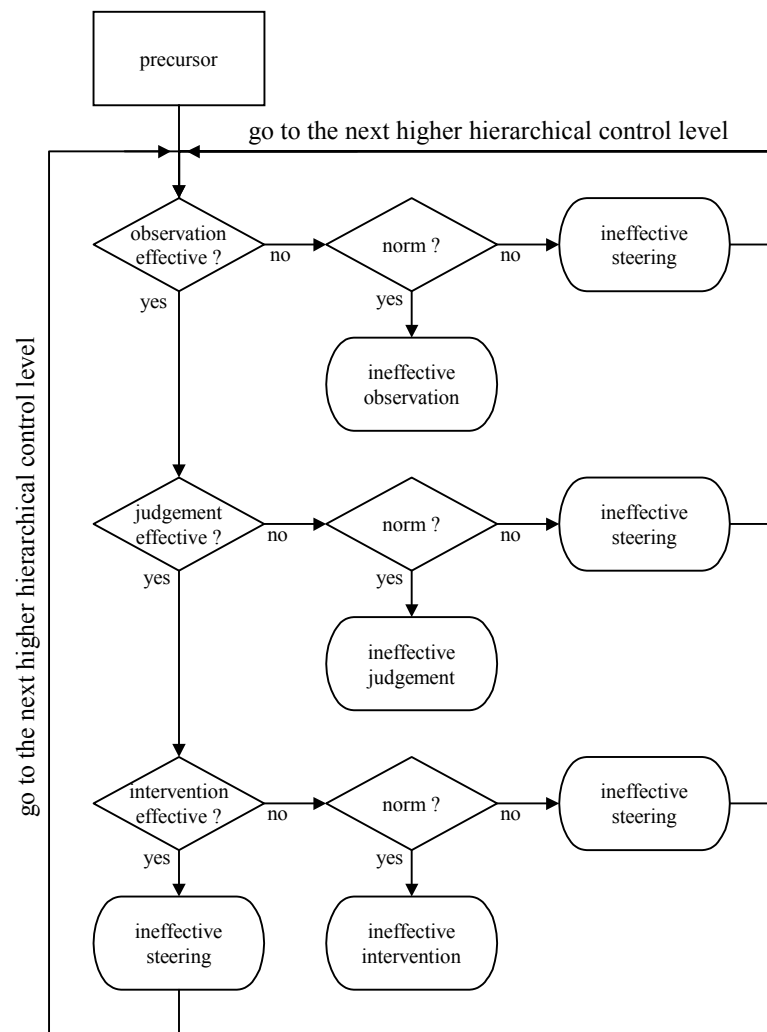 precursor
go to the next higher hierarchical control level
observation
effective ?
no
norm ?
no
ineffective
steering
yes
yes
ineffective
observation
go to the next higher hierarchical control level
judgement
effective ?
no
norm ?
no
ineffective
steering
yes
yes
ineffective
judgement
intervention
effective ?
no
norm ?
no
ineffective
steering
yes
yes
ineffective
steering
ineffective
intervention